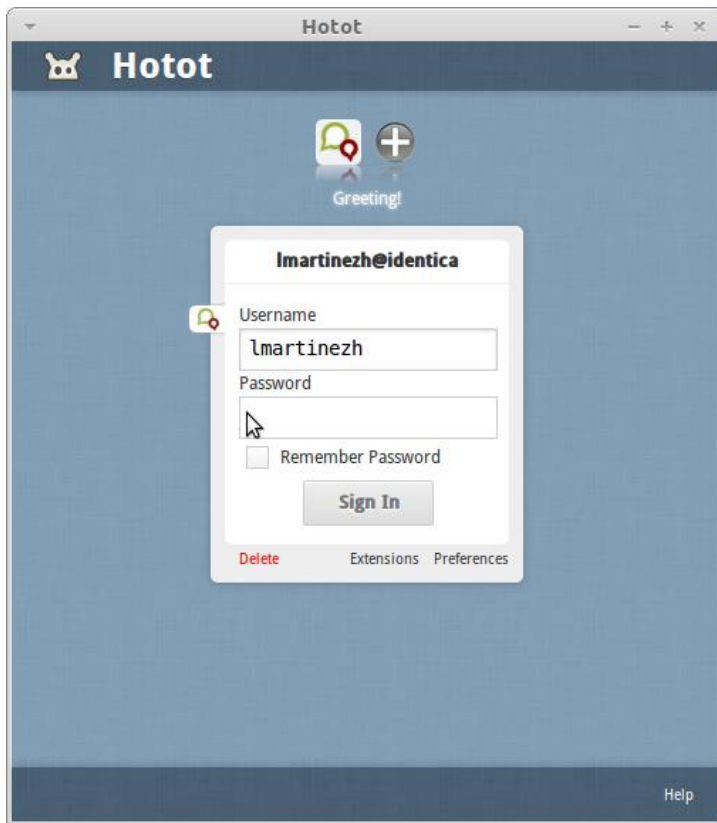 Hotot
Hotot
Greeting!
lmartinezh@identica
Username
lmartinezh
Password
Remember Password
Sign In
Delete Extensions Preferences
Help